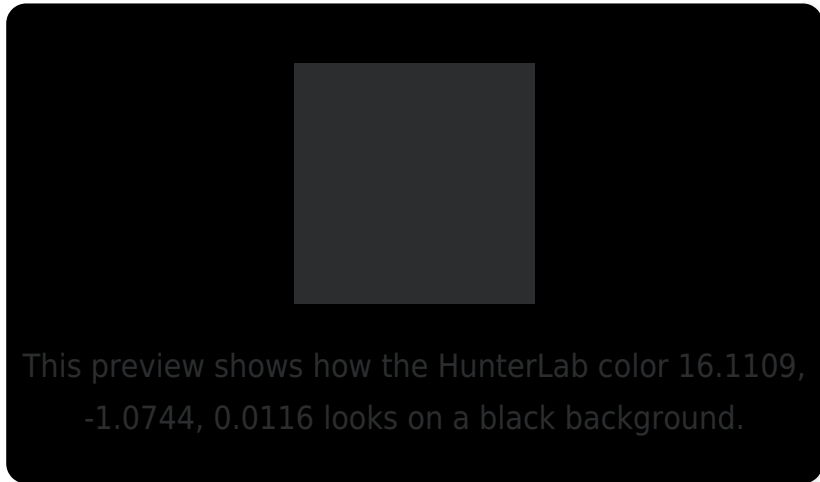 This preview shows how the HunterLab color 16.1109,
-1.0744, 0.0116 looks on a black background.